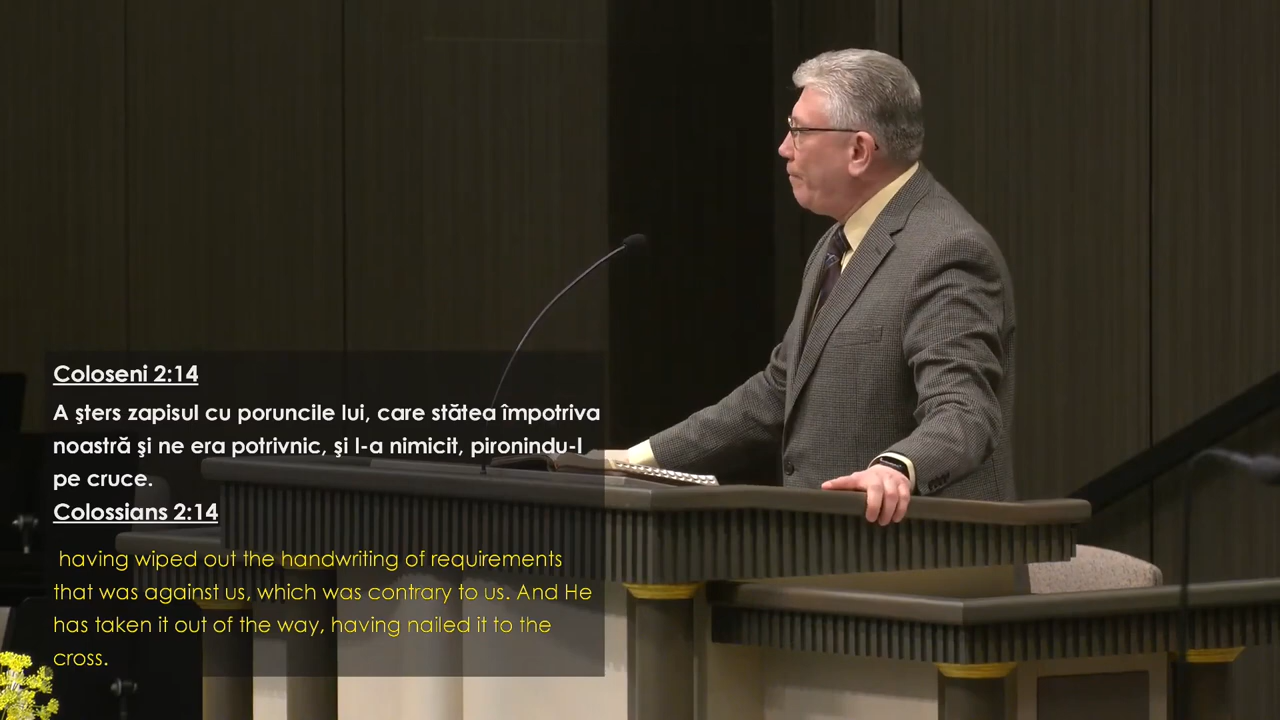 Coloseni 2:14
A şters zapisul cu poruncile lui, care stătea împotriva
noastră şi ne era potrivnic, şi l-a nimicit, pironindu-l
pe cruce.
Colossians 2:14
having wiped out the handwriting of requirements
that was against us, which was contrary to us. And He
has taken it out of the way, having nailed it to the
cross.